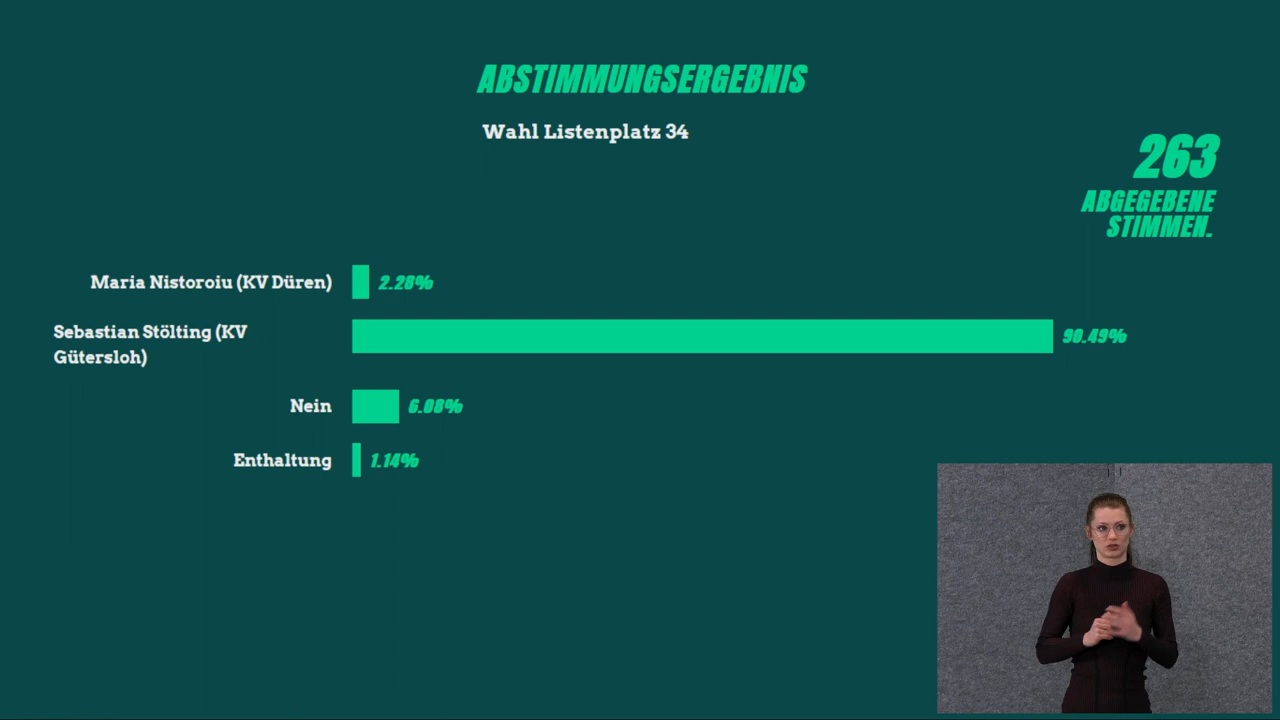 ABSTIMMUNGSERGEBNIS
Wahl Listenplatz 34
263
ABGEGEBENE
STIMMEN.
Maria Nistoroiu (KV Düren)
2.28%
Sebastian Stölting (KV
Gütersloh)
90.49%
Nein
6.08%
Enthaltung
1.14%